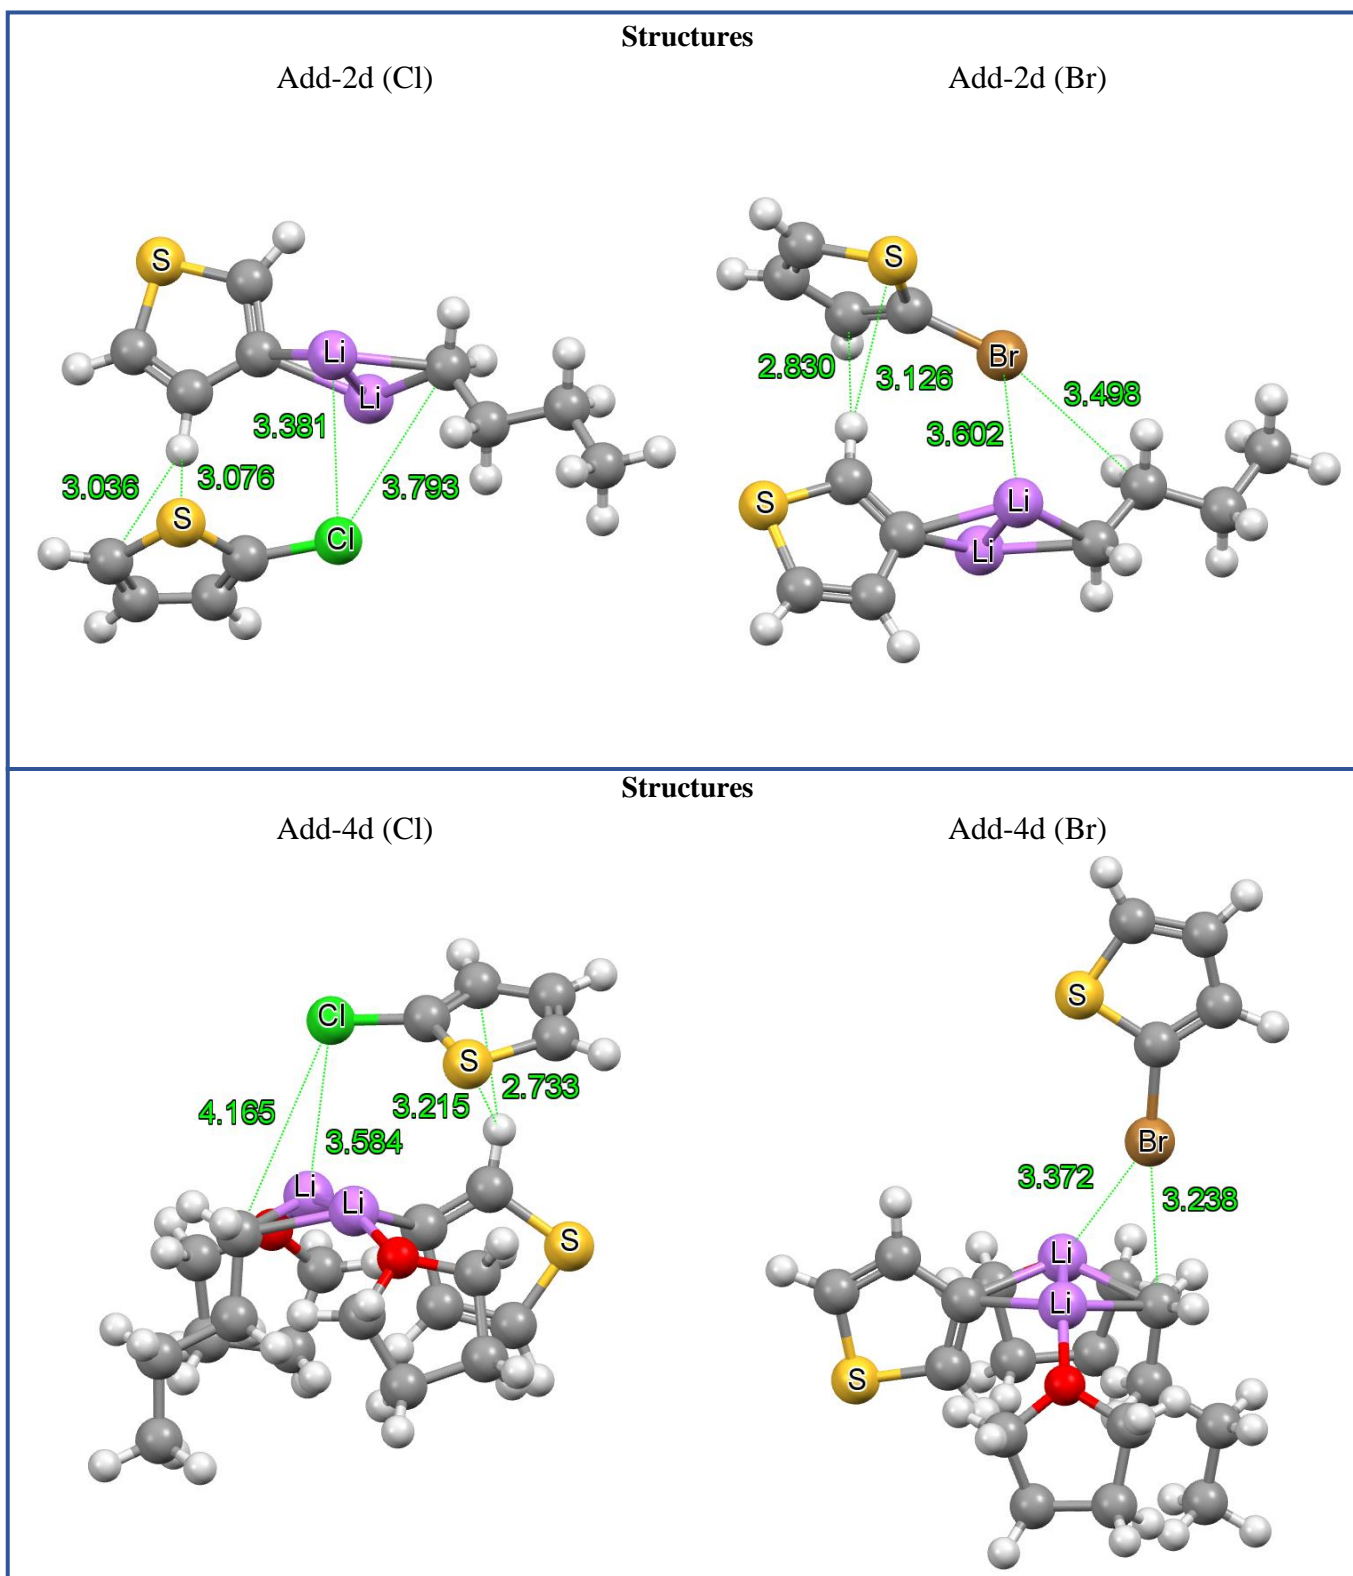 Structures
Add-2d (Cl) Add-2d (Br)
S
Li
Li
3.381
3.036
3.076
3.793
S
Cl
S
Br
2.830
3.126
3.498
3.602
S
Li
Li
Structures
Add-4d (Cl) Add-4d (Br)
Cl
S
4.165
3.215
2.733
3.584
Li
Li
S
S
Br
3.372
3.238
Li
Li
S